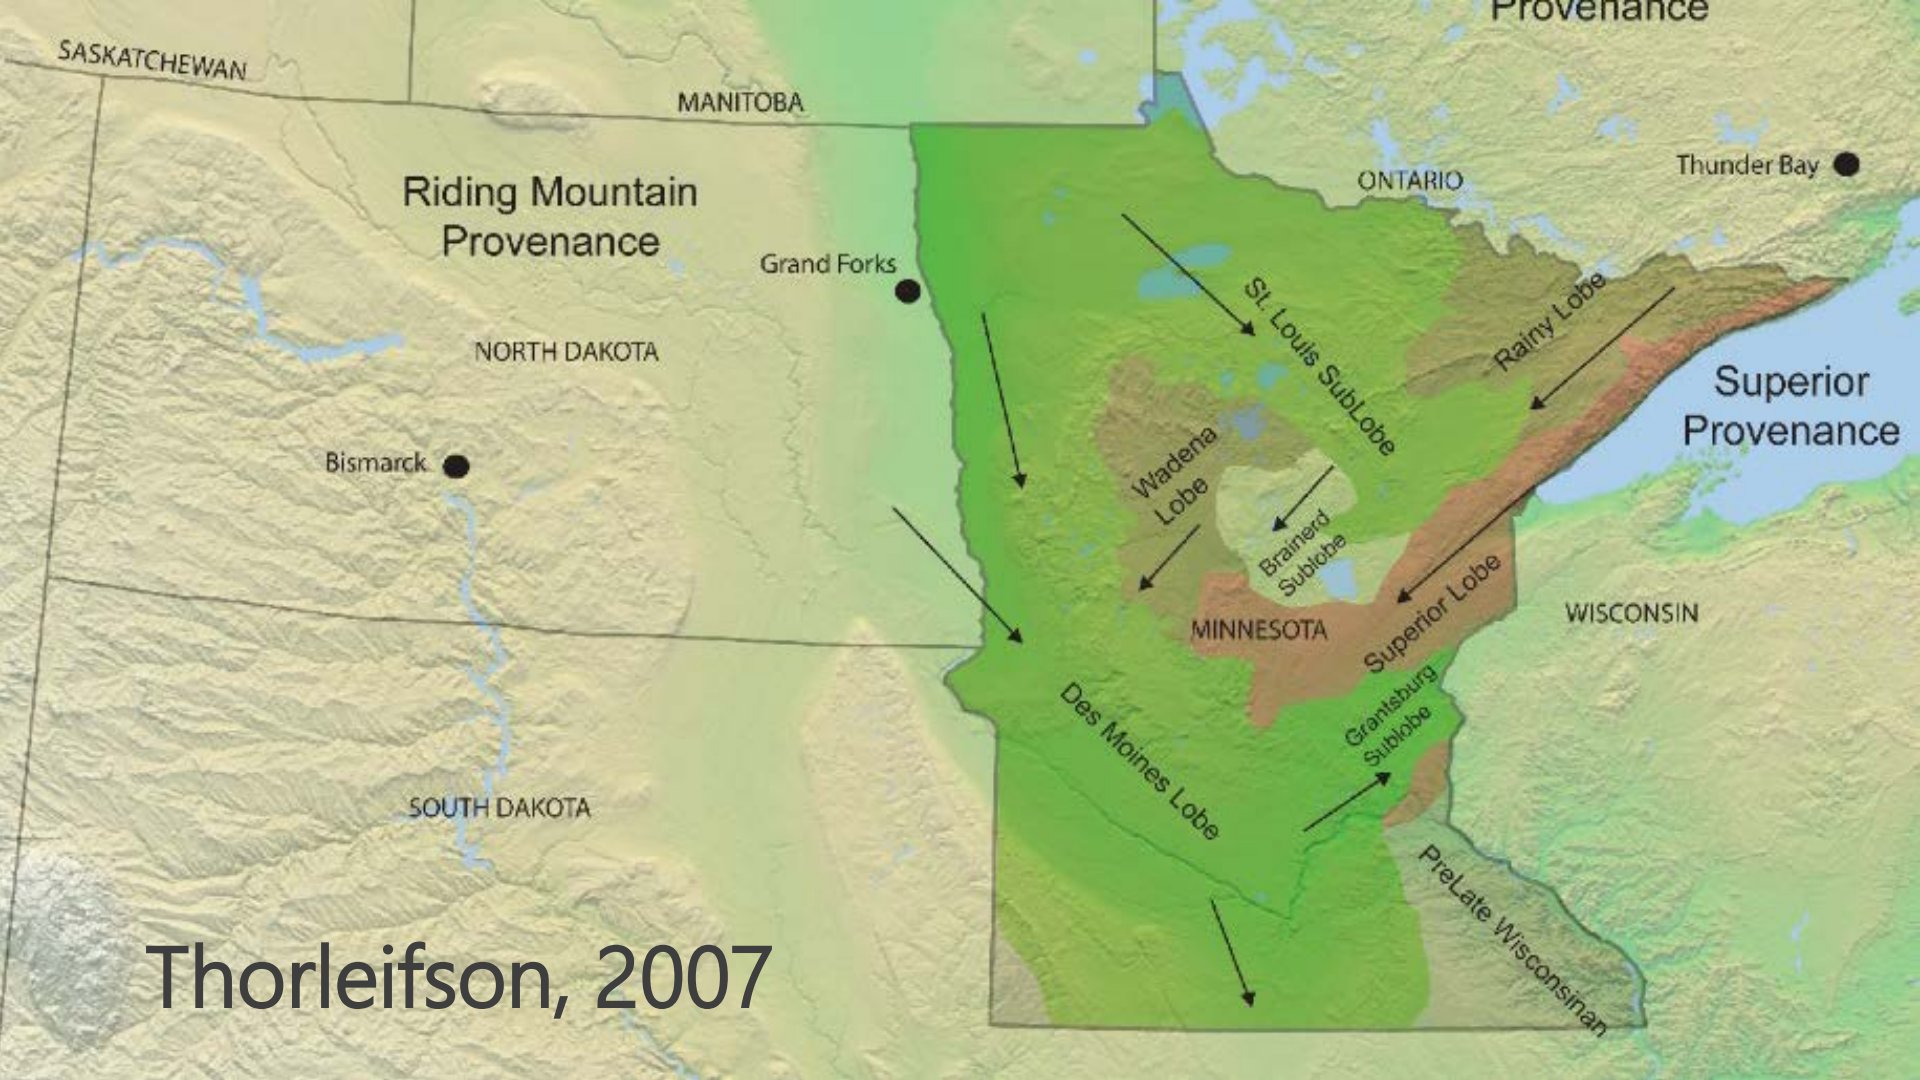 Provenance
SASKATCHEWAN
MANITOBA
Thunder Bay
ONTARIO
Riding Mountain
Provenance
Grand Forks
St. Louis SubLobe
Rainy Lobe
NORTH DAKOTA
Superior
Provenance
Wadena
Lobe
Bismarck
Brainerd
Sublobe
Superior Lobe
WISCONSIN
MINNESOTA
Grantsburg
Sublobe
Des Moines Lobe
SOUTH DAKOTA
PreLate Wisconsinan
Thorleifson, 2007